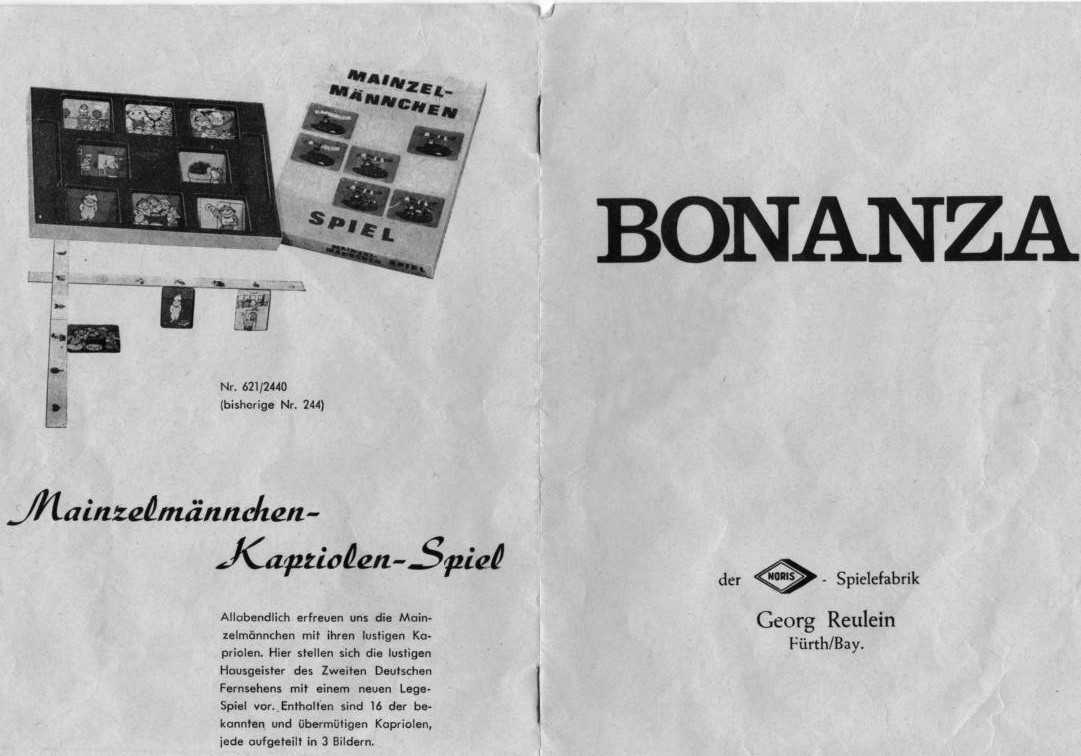 MAINZEL-
MÄNNCHEN
SPIEL
MAINZEL-
MÄNNCHEN SPIEL
Nr. 621/2440
(bisherige Nr. 244)
Mainzelmännchen-
Kapriolen-Spiel
Allabendlich erfreuen uns die Main-
zelmännchen mit ihren lustigen Ka-
priolen. Hier stellen sich die lustigen
Hausgeister des Zweiten Deutschen
Fernsehens mit einem neuen Lege-
Spiel vor. Enthalten sind 16 der be-
kannten und übermütigen Kapriolen,
jede aufgeteilt in 3 Bildern.
BONANZA
der NORIS - Spielefabrik
Georg Reulein
Fürth/Bay.